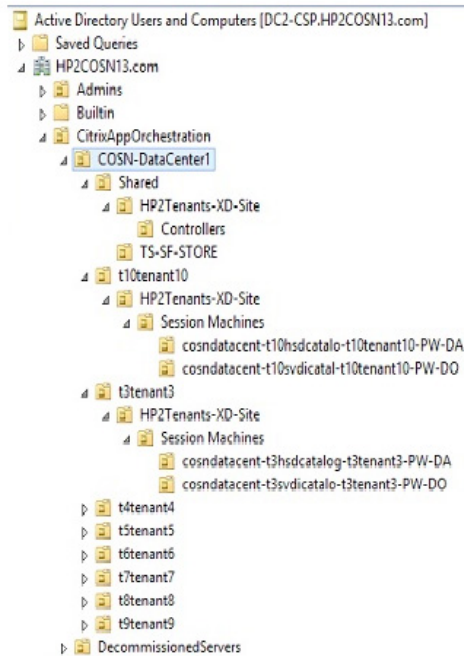 Active Directory Users and Computers [DC2-CSP.HP2COSN13.com]
Saved Queries
HP2COSN13.com
Admins
Builtin
CitrixAppOrchestration
COSN-DataCenter1
Shared
HP2Tenants-XD-Site
Controllers
TS-SF-STORE
t10tenant10
HP2Tenants-XD-Site
Session Machines
cosndatacent-t10hsdcatalo-t10tenant10-PW-DA
cosndatacent-t10svdicatal-t10tenant10-PW-DO
t3tenant3
HP2Tenants-XD-Site
Session Machines
cosndatacent-t3hsdcatalog-t3tenant3-PW-DA
cosndatacent-t3svdicatalo-t3tenant3-PW-DO
t4tenant4
t5tenant5
t6tenant6
t7tenant7
t8tenant8
t9tenant9
DecommissionedServers